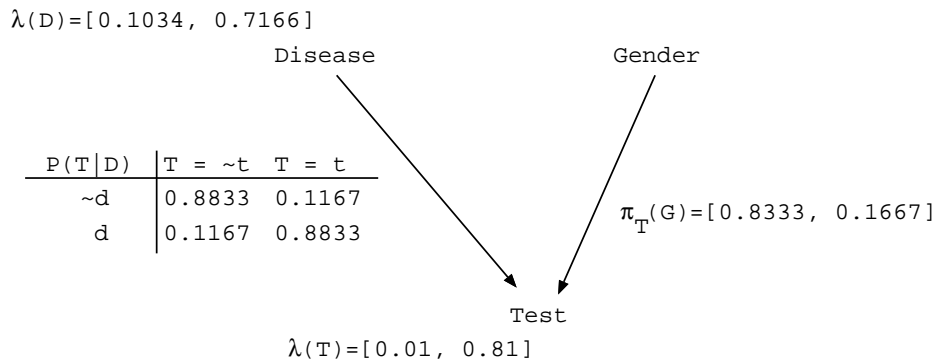 λ(D)=[0.1034, 0.7166]
Disease Gender
P(T|D) T = ~t T = t
~d 0.8833 0.1167
d 0.1167 0.8833
π_T(G)=[0.8333, 0.1667]
Test
λ(T)=[0.01, 0.81]